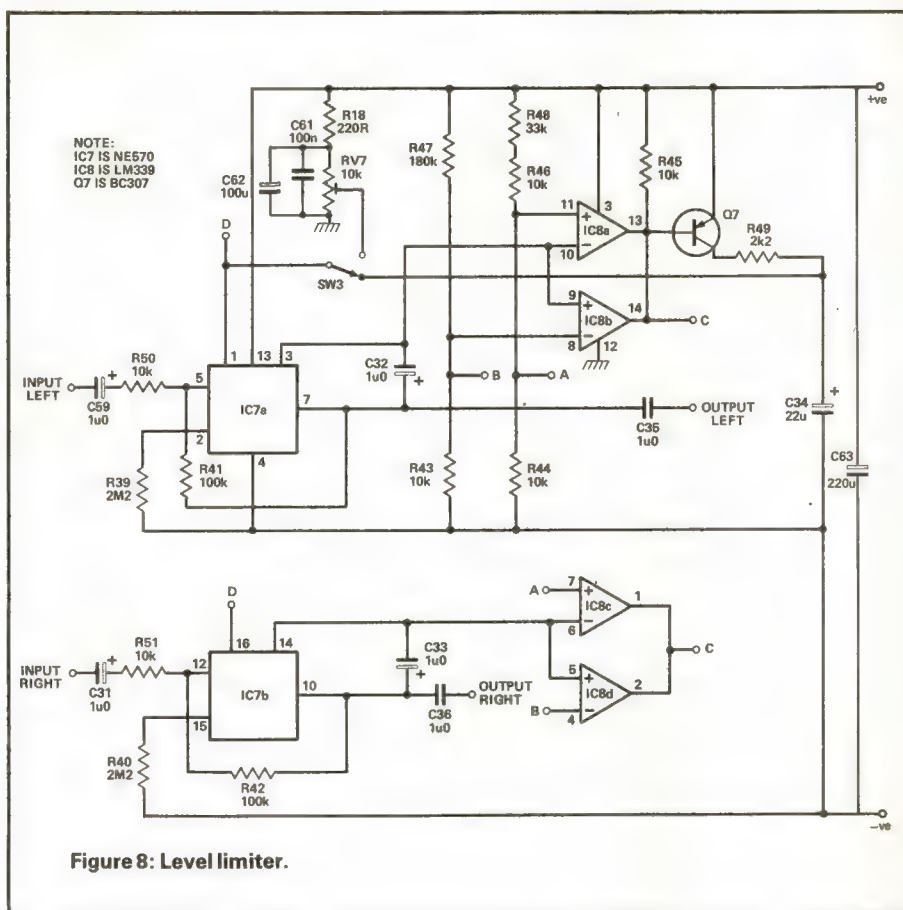 NOTE:
IC7 IS NE570
IC8 IS LM339
Q7 IS BC307
C61
100n
C62
100u
R18
220R
RV7
10k
R47
180k
R48
33k
R46
10k
R45
10k
+ve
11
+
3
IC8a
13
10
−
Q7
R49
2k2
D
SW3
9
+
IC8b
14
C
8
−
12
B
A
1
13
3
C32
1u0
+
INPUT
LEFT
+
C59
1u0
R50
10k
5
IC7a
7
2
4
R39
2M2
R41
100k
R43
10k
R44
10k
C35
1u0
OUTPUT
LEFT
C34
22u
+
C63
220u
D
16
14
INPUT
RIGHT
+
C31
1u0
R51
10k
12
IC7b
10
15
R40
2M2
R42
100k
C33
1u0
+
C36
1u0
OUTPUT
RIGHT
A
7
+
IC8c
1
6
−
C
5
+
IC8d
2
B
4
−
−ve
Figure 8: Level limiter.